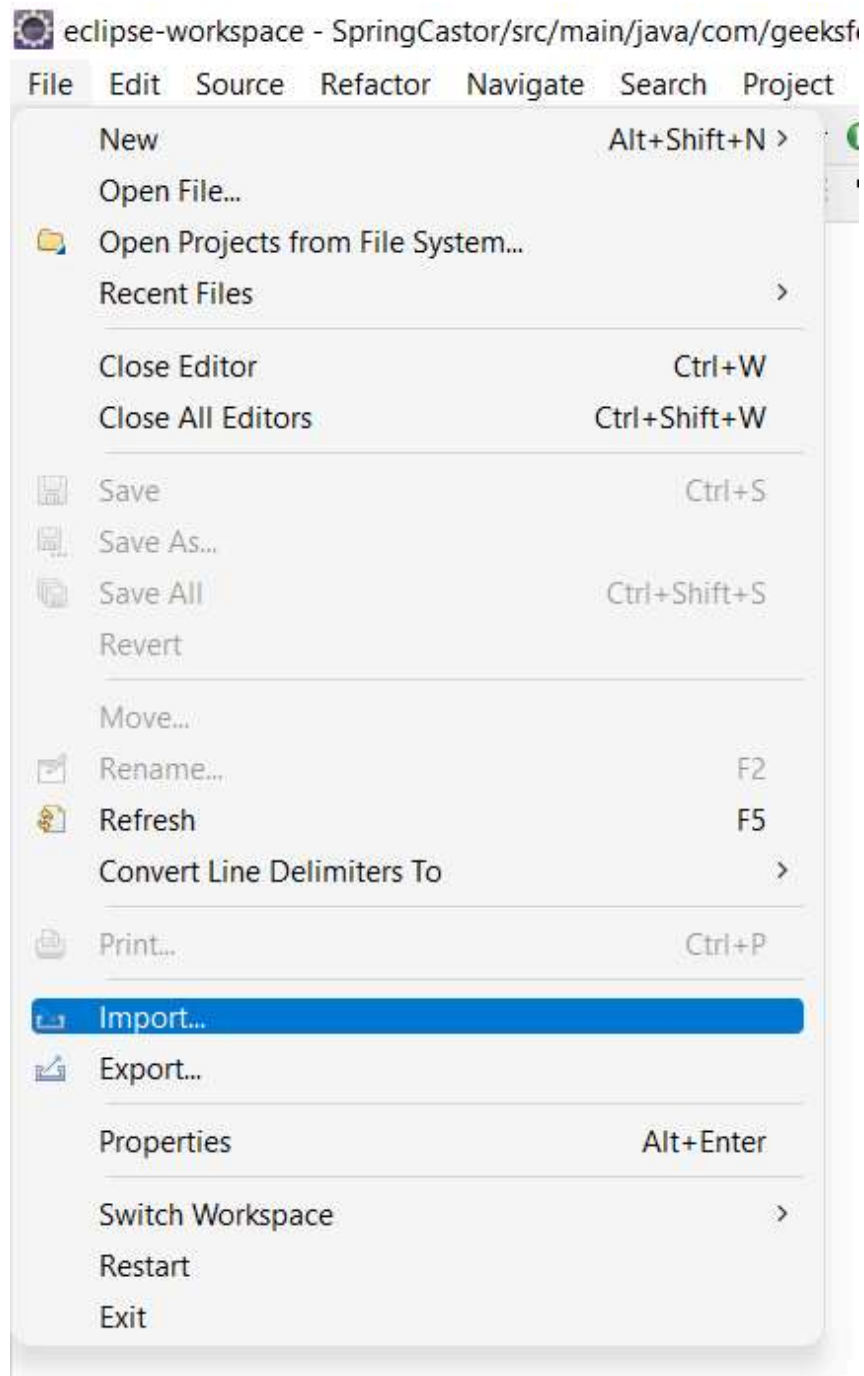 eclipse-workspace - SpringCastor/src/main/java/com/geeksf
File Edit Source Refactor Navigate Search Project
New Alt+Shift+N >
Open File...
Open Projects from File System...
Recent Files >
Close Editor Ctrl+W
Close All Editors Ctrl+Shift+W
Save Ctrl+S
Save As...
Save All Ctrl+Shift+S
Revert
Move...
Rename... F2
Refresh F5
Convert Line Delimiters To >
Print... Ctrl+P
Import...
Export...
Properties Alt+Enter
Switch Workspace >
Restart
Exit